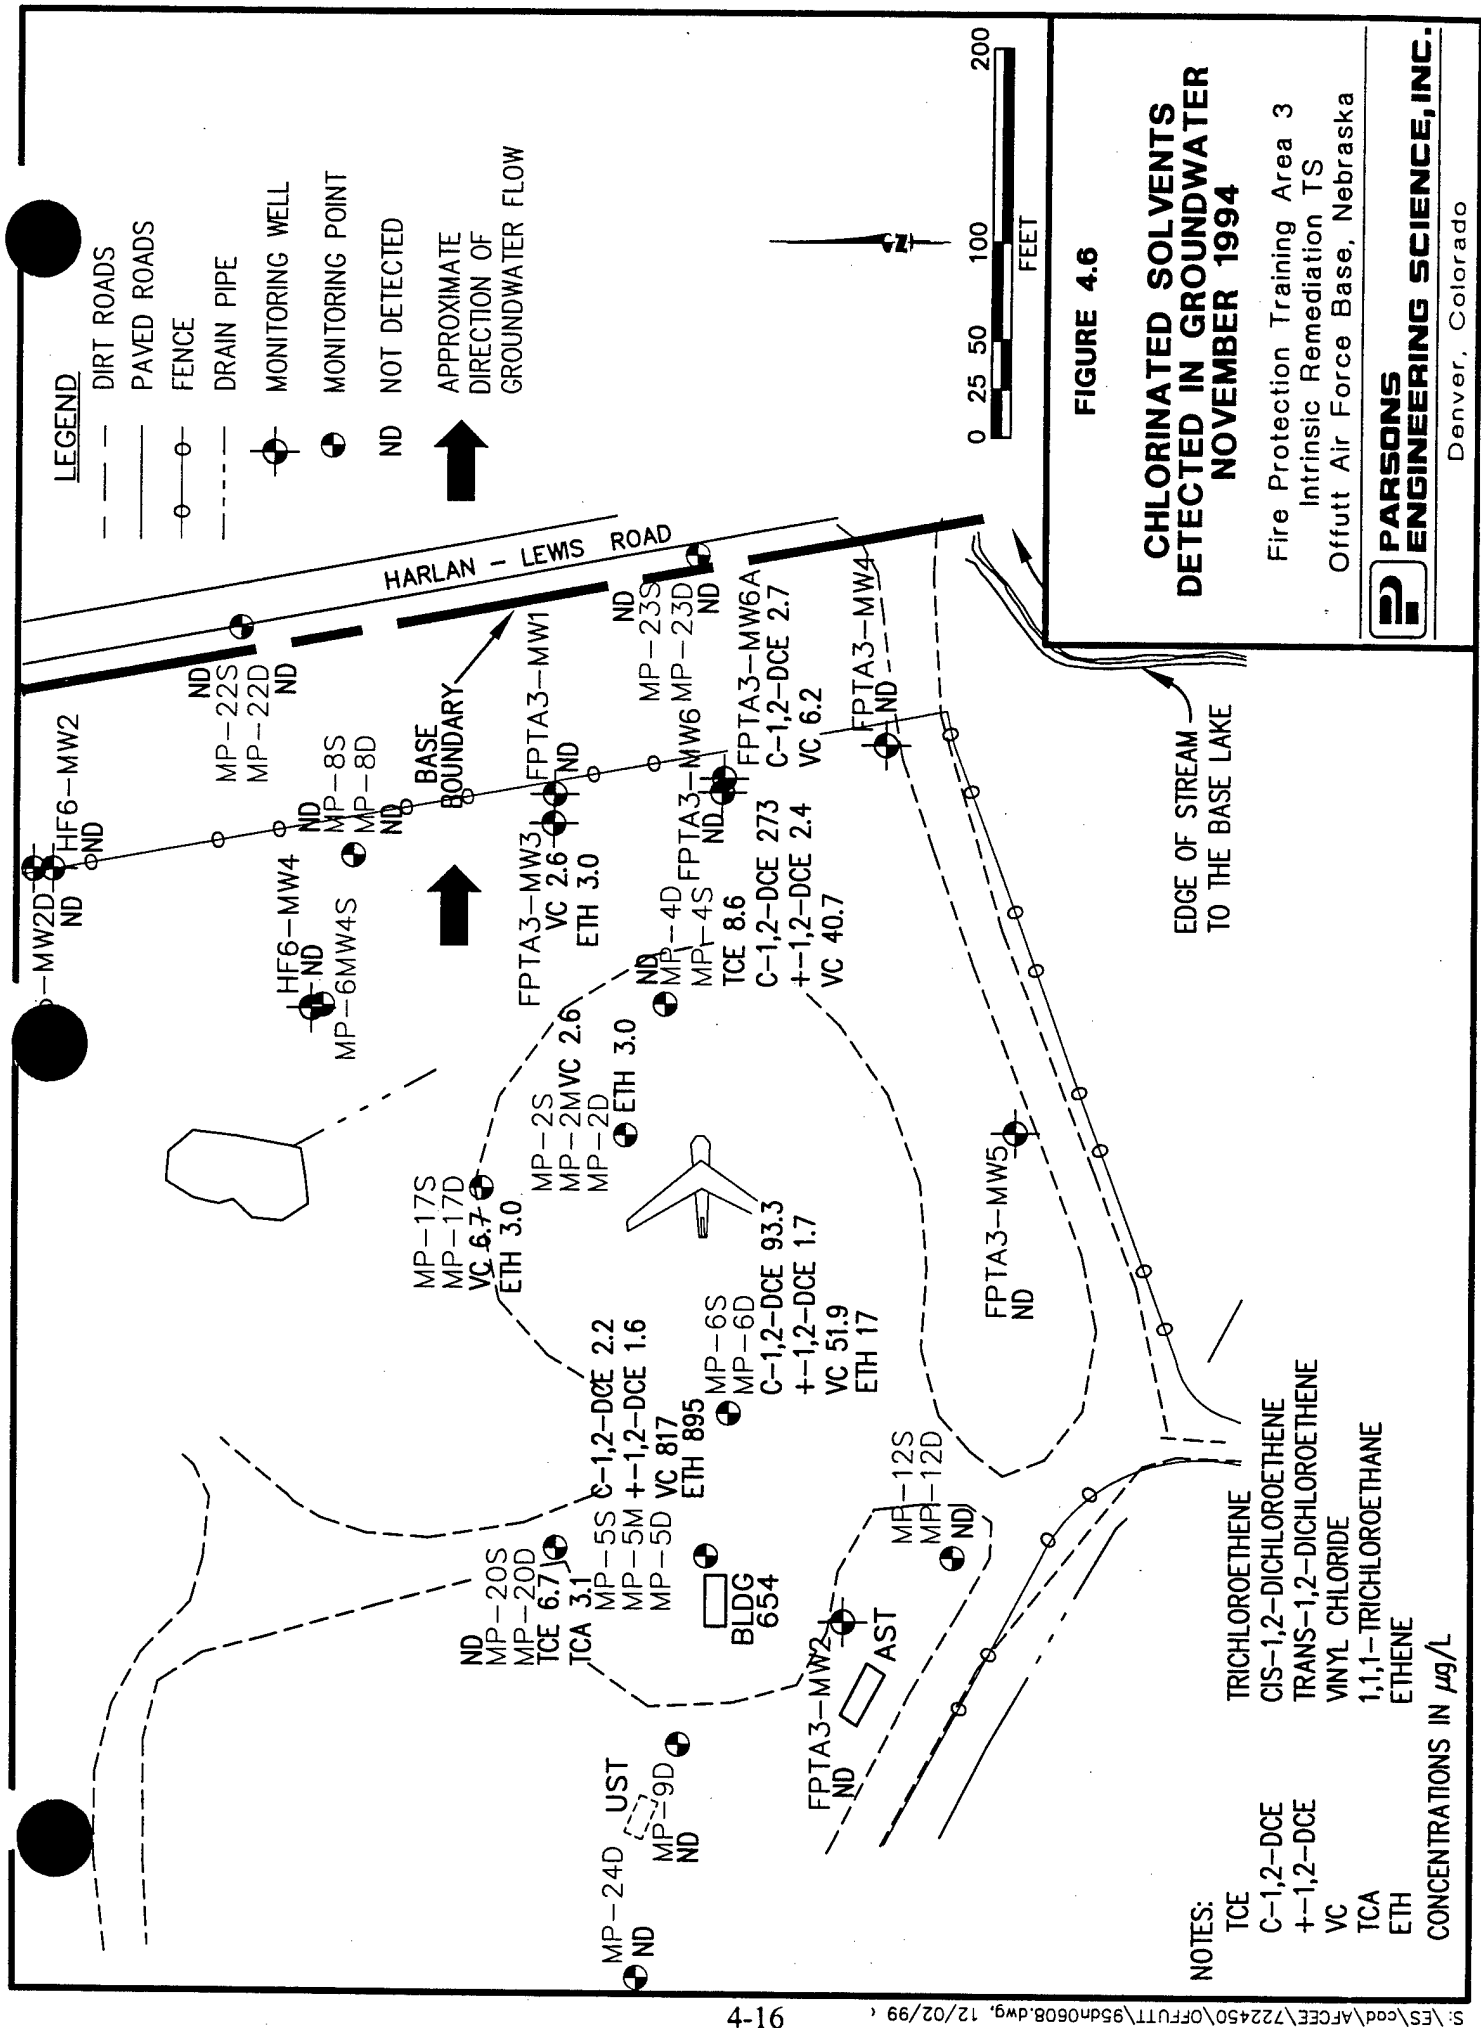 LEGEND
DIRT ROADS
PAVED ROADS
FENCE
DRAIN PIPE
MONITORING WELL
MONITORING POINT
ND NOT DETECTED
APPROXIMATE
DIRECTION OF
GROUNDWATER FLOW
-MW2D
ND
HF6-MW2
ND
HF6-MW4
ND
MP-6MW4S
ND
MP-22S
MP-22D
ND
ND
MP-8S
MP-8D
ND
BASE
BOUNDARY
HARLAN - LEWIS ROAD
FPTA3-MW1
ND
FPTA3-MW3
VC 2.6
ETH 3.0
ND
MP-23S
MP-23D
ND
FPTA3-MW6
ND
FPTA3-MW6A
C-1,2-DCE 2.7
VC 6.2
FPTA3-MW4
ND
ND
MP-4D
MP-4S
TCE 8.6
C-1,2-DCE 273
+-1,2-DCE 2.4
VC 40.7
MP-2S
MP-2M VC 2.6
MP-2D
ETH 3.0
MP-17S
MP-17D
VC 6.7
ETH 3.0
MP-6S
MP-6D
C-1,2-DCE 93.3
+-1,2-DCE 1.7
VC 51.9
ETH 17
FPTA3-MW5
ND
MP-5S C-1,2-DCE 2.2
MP-5M +-1,2-DCE 1.6
MP-5D VC 817
ETH 895
ND
MP-20S
MP-20D
TCE 6.7
TCA 3.1
BLDG
654
MP-12S
MP-12D
ND
FPTA3-MW2
ND
AST
UST
MP-9D
ND
MP-24D
ND
EDGE OF STREAM
TO THE BASE LAKE
N
0 25 50 100 200
FEET
NOTES:
TCE TRICHLOROETHENE
C-1,2-DCE CIS-1,2-DICHLOROETHENE
+-1,2-DCE TRANS-1,2-DICHLOROETHENE
VC VINYL CHLORIDE
TCA 1,1,1-TRICHLOROETHANE
ETH ETHENE
CONCENTRATIONS IN µg/L
FIGURE 4.6
CHLORINATED SOLVENTS
DETECTED IN GROUNDWATER
NOVEMBER 1994
Fire Protection Training Area 3
Intrinsic Remediation TS
Offutt Air Force Base, Nebraska
PARSONS
ENGINEERING SCIENCE, INC.
Denver, Colorado
4-16
S:\ES\cad\AFCEE\722450\OFFUTT\95dn0608.dwg, 12/02/99